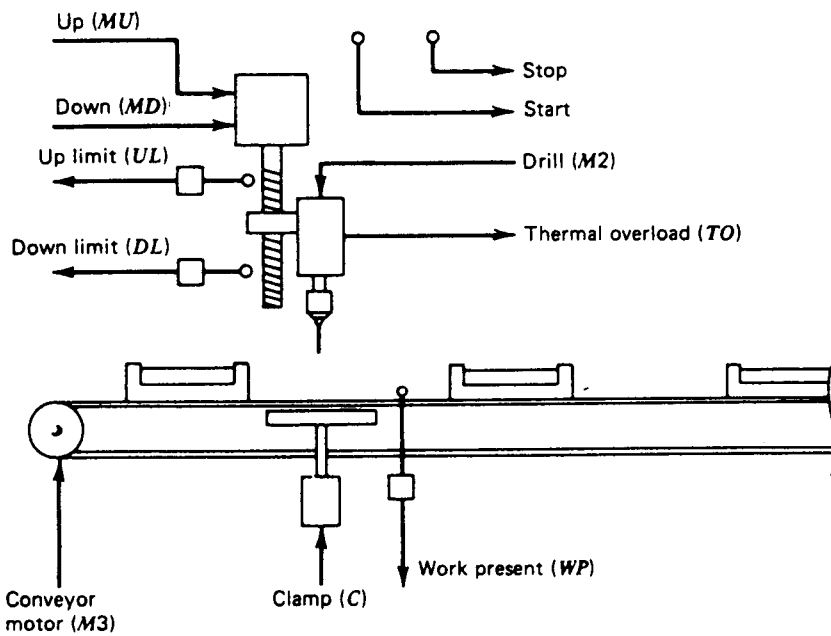 Up (MU)
Stop
Down (MD)
Start
Up limit (UL)
Drill (M2)
Thermal overload (TO)
Down limit (DL)
Work present (WP)
Conveyor
motor (M3)
Clamp (C)